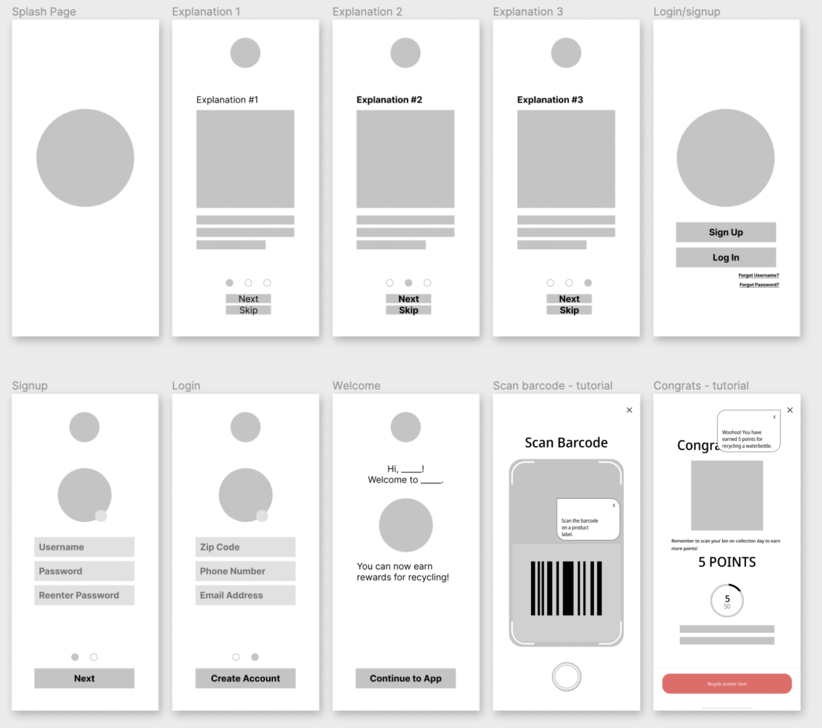 Splash Page
Explanation 1
Explanation #1
Next
Skip
Explanation 2
Explanation #2
Next
Skip
Explanation 3
Explanation #3
Next
Skip
Login/signup
Sign Up
Log In
Forgot Username?
Forgot Password?
Signup
Username
Password
Reenter Password
Next
Login
Zip Code
Phone Number
Email Address
Create Account
Welcome
Hi, _____!
Welcome to ____.
You can now earn
rewards for recycling!
Continue to App
Scan barcode - tutorial
×
Scan Barcode
x
Scan the barcode
on a product
label.
Congrats - tutorial
×
x
Woohoo! You have
earned 5 points for
recycling a waterbottle.
Congra
Remember to scan your bin on collection day to earn
more points!
5 POINTS
5
50
Recycle another item